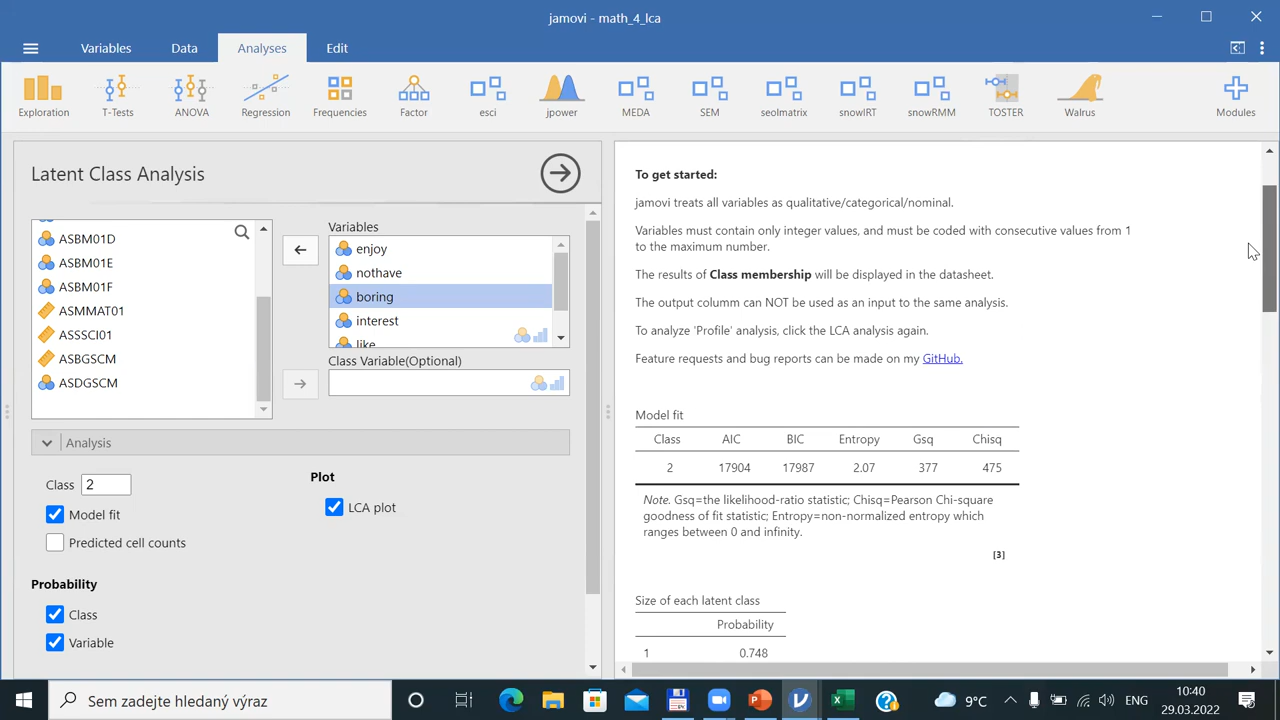 jamovi - math_4_lca
Variables
Data
Analyses
Edit
Exploration
T-Tests
ANOVA
Regression
Frequencies
Factor
esci
jpower
MEDA
SEM
seolmatrix
snowIRT
snowRMM
TOSTER
Walrus
Modules
Latent Class Analysis
ASBM01D
ASBM01E
ASBM01F
ASMMAT01
ASSSCI01
ASBGSCM
ASDGSCM
Variables
enjoy
nothave
boring
interest
like
Class Variable(Optional)
Analysis
Class 2
Model fit
Predicted cell counts
Plot
LCA plot
Probability
Class
Variable
To get started:
jamovi treats all variables as qualitative/categorical/nominal.
Variables must contain only integer values, and must be coded with consecutive values from 1
to the maximum number.
The results of Class membership will be displayed in the datasheet.
The output columm can NOT be used as an input to the same analysis.
To analyze 'Profile' analysis, click the LCA analysis again.
Feature requests and bug reports can be made on my GitHub.
Model fit
Class AIC BIC Entropy Gsq Chisq
2 17904 17987 2.07 377 475
Note. Gsq=the likelihood-ratio statistic; Chisq=Pearson Chi-square
goodness of fit statistic; Entropy=non-normalized entropy which
ranges between 0 and infinity.
[3]
Size of each latent class
Probability
1 0.748
Sem zadejte hledaný výraz
9°C
ENG
10:40
29.03.2022